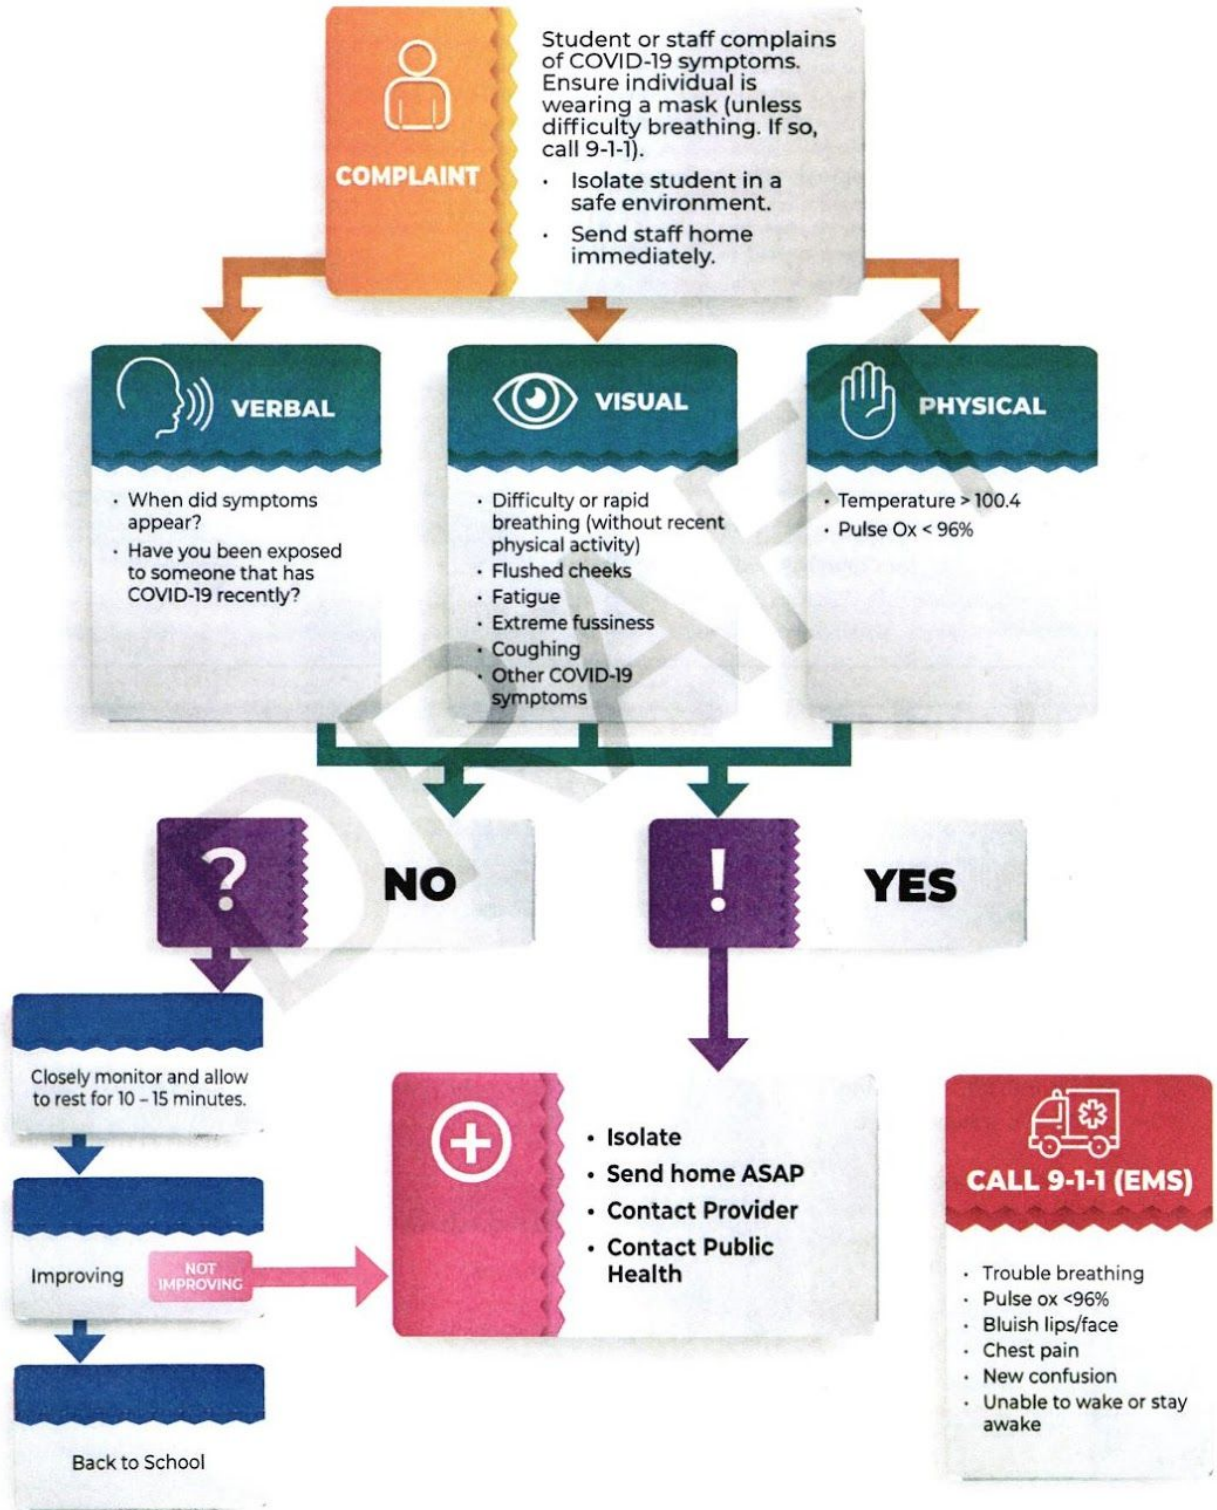 Student or staff complains
of COVID-19 symptoms.
Ensure individual is
wearing a mask (unless
difficulty breathing. If so,
call 9-1-1).
· Isolate student in a
safe environment.
· Send staff home
immediately.
COMPLAINT
VERBAL
· When did symptoms
appear?
· Have you been exposed
to someone that has
COVID-19 recently?
VISUAL
· Difficulty or rapid
breathing (without recent
physical activity)
· Flushed cheeks
· Fatigue
· Extreme fussiness
· Coughing
· Other COVID-19
symptoms
PHYSICAL
· Temperature > 100.4
· Pulse Ox < 96%
DRAFT
?
NO
!
YES
Closely monitor and allow
to rest for 10 – 15 minutes.
Improving
NOT
IMPROVING
Back to School
• Isolate
• Send home ASAP
• Contact Provider
• Contact Public
Health
CALL 9-1-1 (EMS)
· Trouble breathing
· Pulse ox <96%
· Bluish lips/face
· Chest pain
· New confusion
· Unable to wake or stay
awake